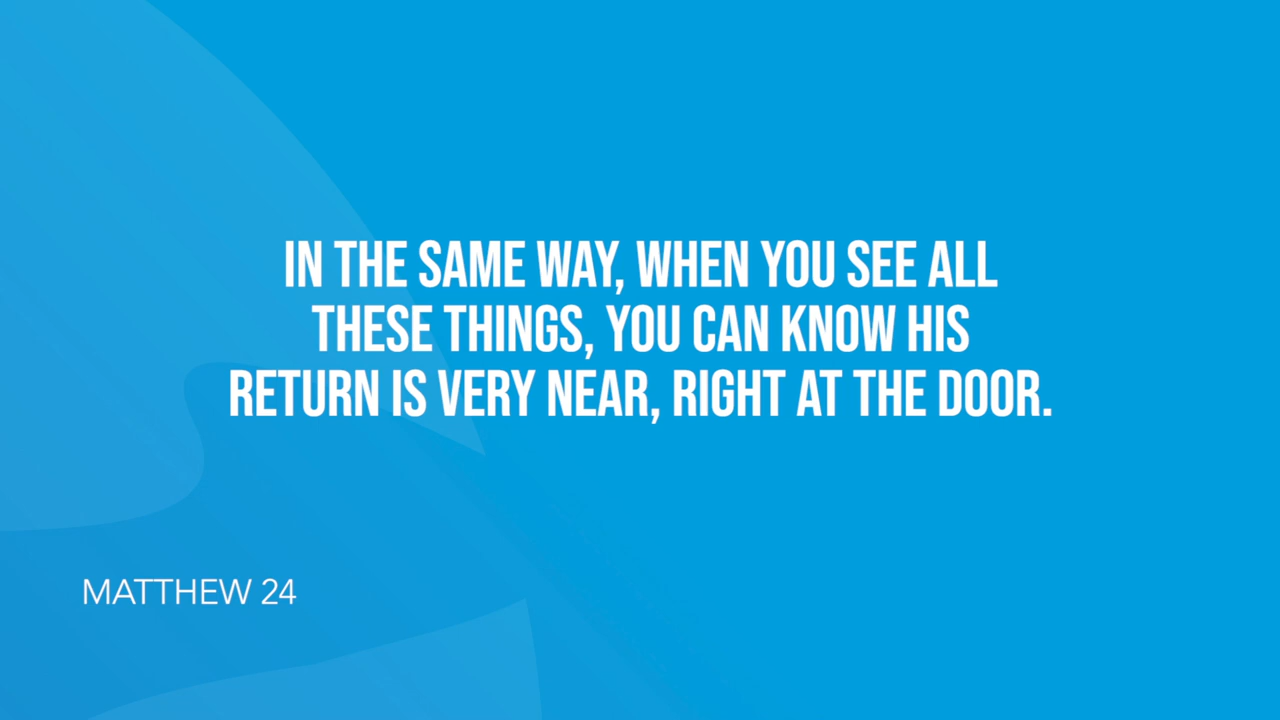 IN THE SAME WAY, WHEN YOU SEE ALL
THESE THINGS, YOU CAN KNOW HIS
RETURN IS VERY NEAR, RIGHT AT THE DOOR.
MATTHEW 24